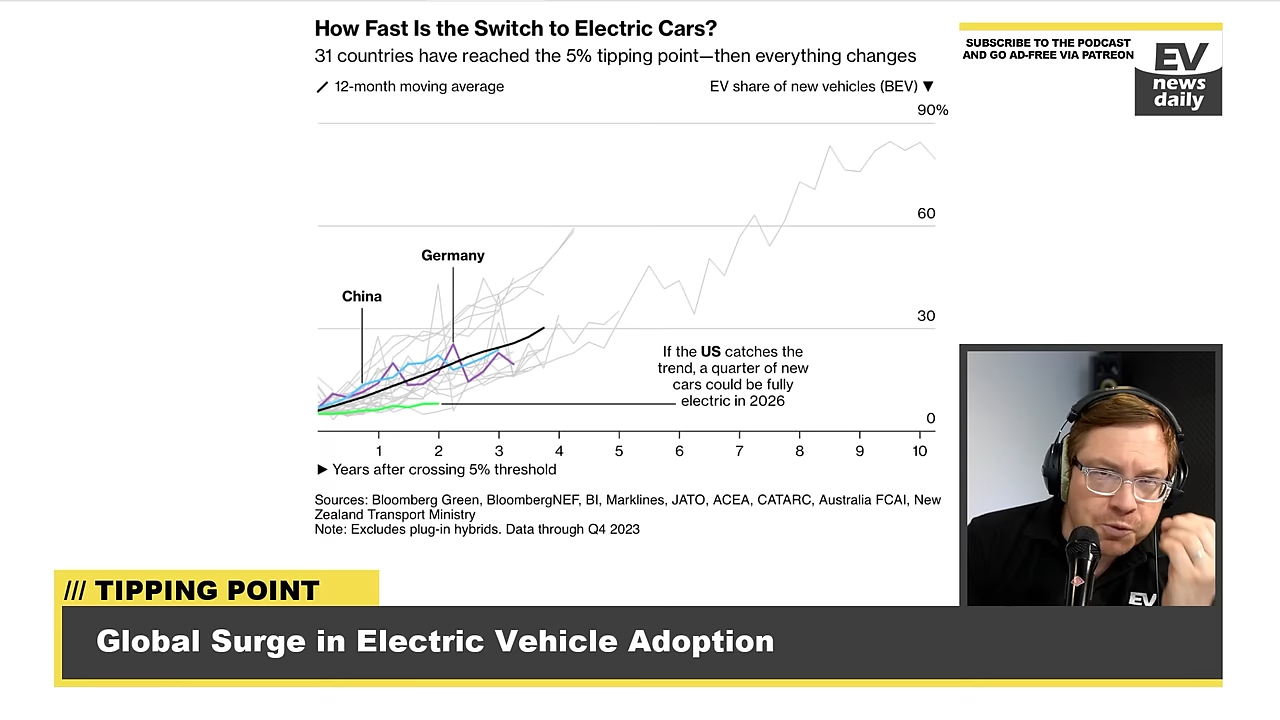 How Fast Is the Switch to Electric Cars?
31 countries have reached the 5% tipping point—then everything changes
12-month moving average
EV share of new vehicles (BEV) ▼
90%
60
30
0
Germany
China
If the US catches the
trend, a quarter of new
cars could be fully
electric in 2026
1 2 3 4 5 6 7 8 9 10
▶ Years after crossing 5% threshold
Sources: Bloomberg Green, BloombergNEF, BI, Marklines, JATO, ACEA, CATARC, Australia FCAI, New
Zealand Transport Ministry
Note: Excludes plug-in hybrids. Data through Q4 2023
SUBSCRIBE TO THE PODCAST
AND GO AD-FREE VIA PATREON
EV
news
daily
EV
/// TIPPING POINT
Global Surge in Electric Vehicle Adoption